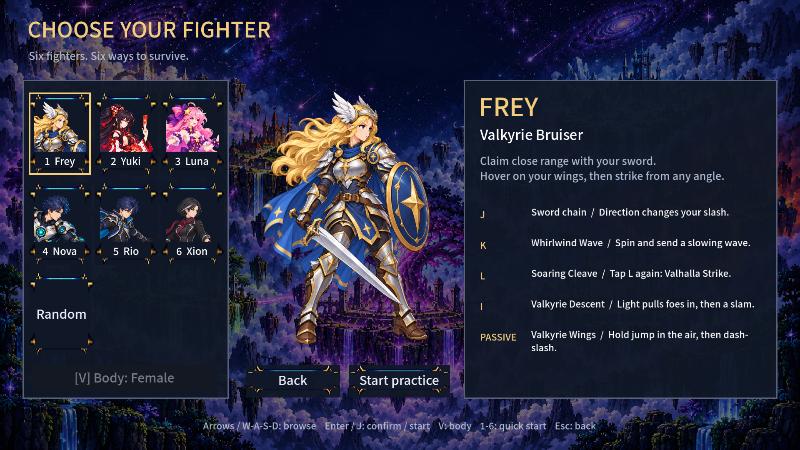 CHOOSE YOUR FIGHTER
Six fighters. Six ways to survive.
1 Frey
2 Yuki
3 Luna
4 Nova
5 Rio
6 Xion
Random
[V] Body: Female
Back
Start practice
FREY
Valkyrie Bruiser
Claim close range with your sword.
Hover on your wings, then strike from any angle.
J Sword chain / Direction changes your slash.
K Whirlwind Wave / Spin and send a slowing wave.
L Soaring Cleave / Tap L again: Valhalla Strike.
I Valkyrie Descent / Light pulls foes in, then a slam.
PASSIVE Valkyrie Wings / Hold jump in the air, then dash-
slash.
Arrows / W-A-S-D: browse Enter / J: confirm / start V: body 1-6: quick start Esc: back